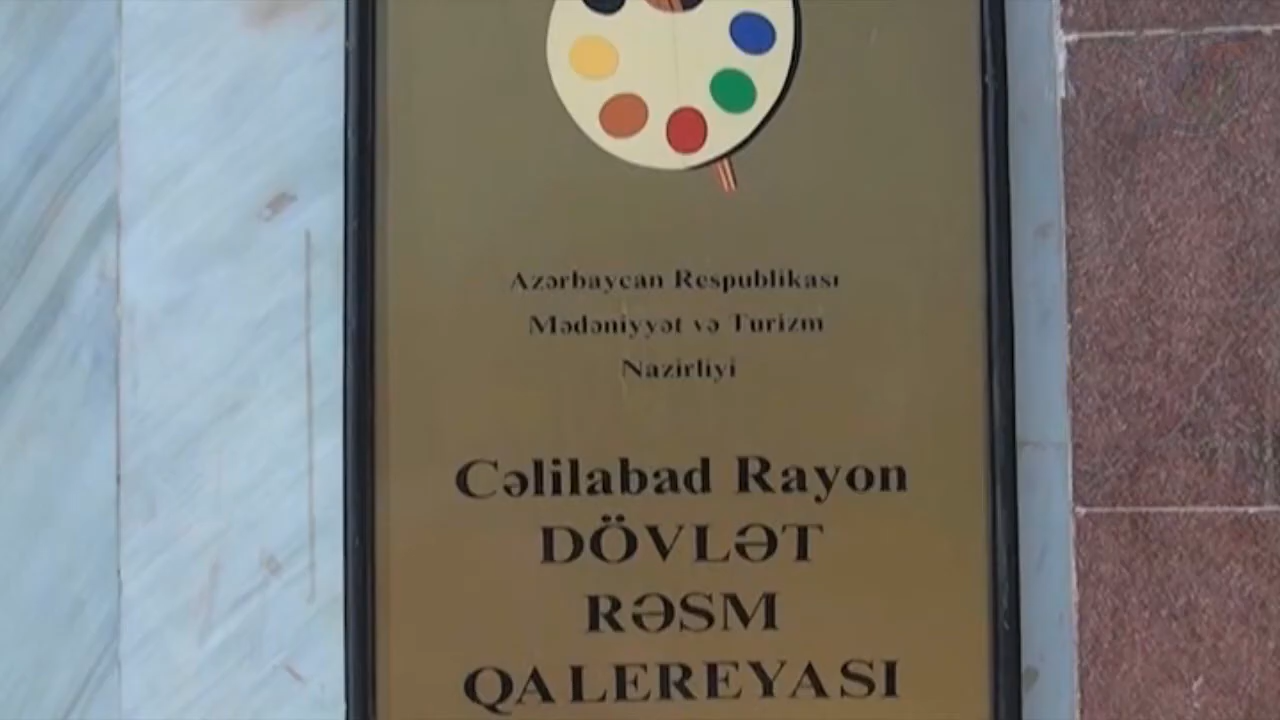 Azərbaycan Respublikası
Mədəniyyət və Turizm
Nazirliyi
Cəlilabad Rayon
DÖVLƏT
RƏSM
QALEREYASI